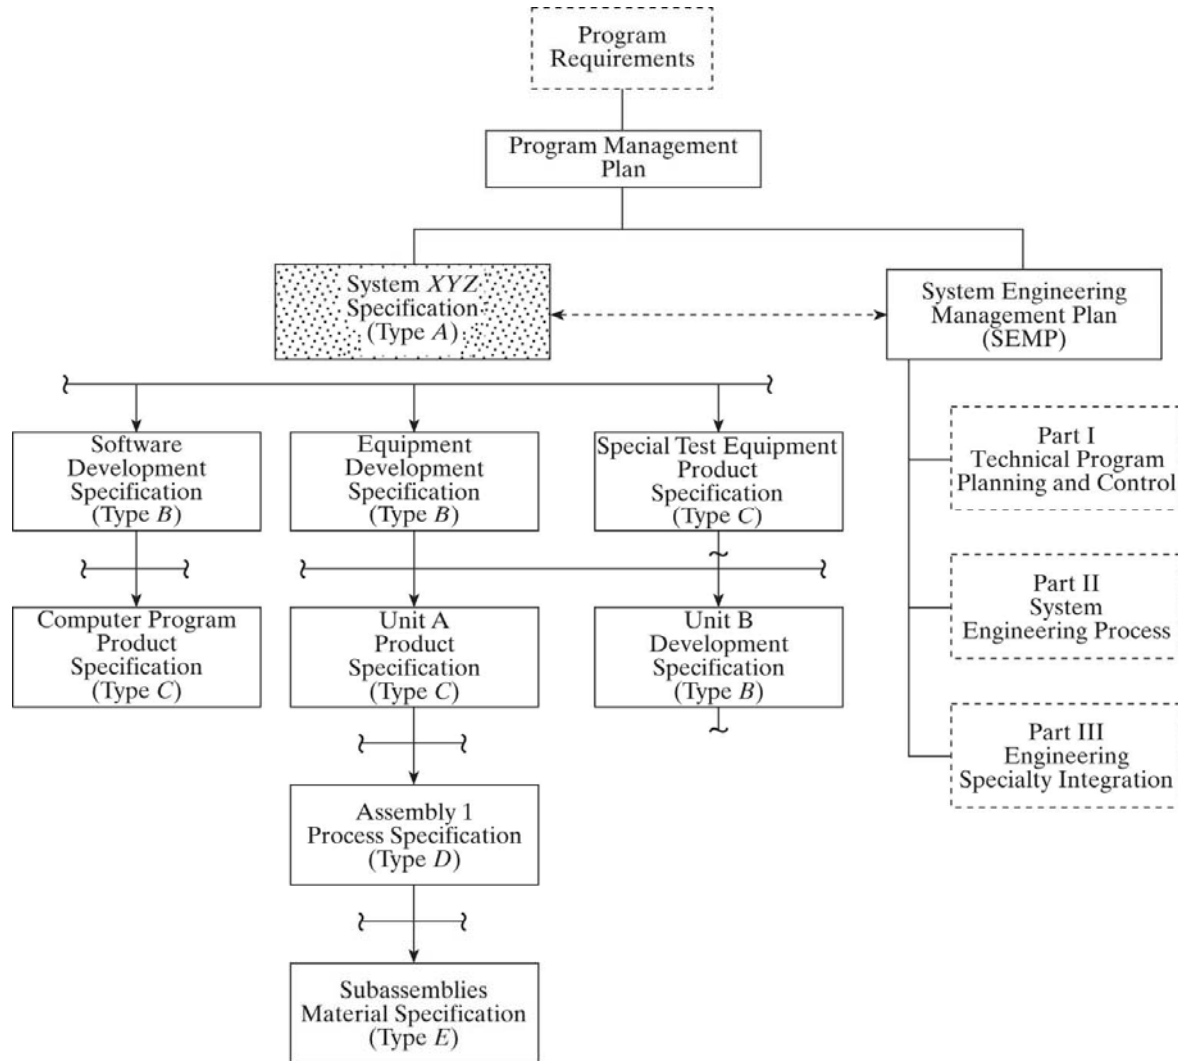 Program
Requirements
Program Management
Plan
System XYZ
Specification
(Type A)
System Engineering
Management Plan
(SEMP)
Software
Development
Specification
(Type B)
Equipment
Development
Specification
(Type B)
Special Test Equipment
Product
Specification
(Type C)
Part I
Technical Program
Planning and Control
Computer Program
Product
Specification
(Type C)
Unit A
Product
Specification
(Type C)
Unit B
Development
Specification
(Type B)
Part II
System
Engineering Process
Part III
Engineering
Specialty Integration
Assembly 1
Process Specification
(Type D)
Subassemblies
Material Specification
(Type E)